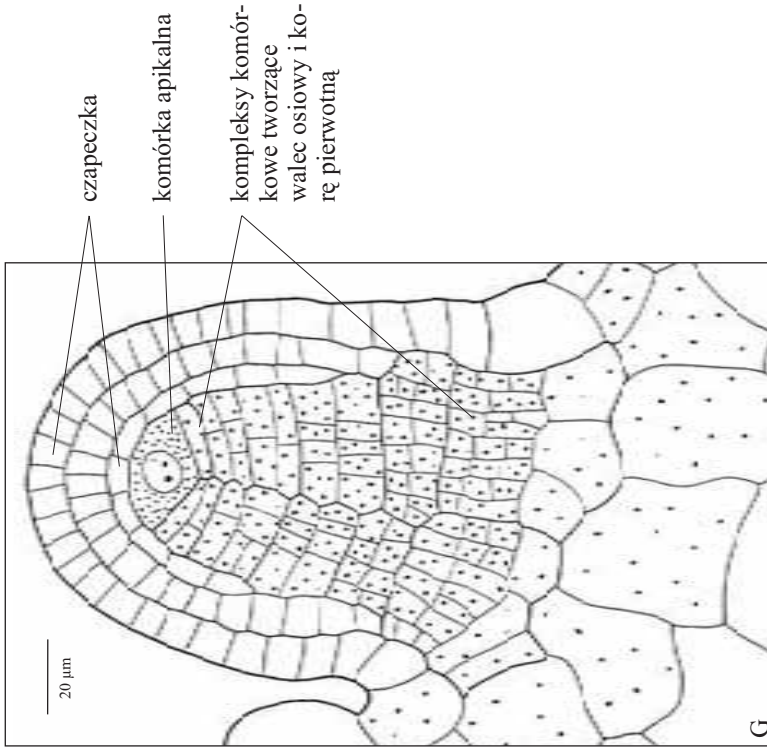 czapeczka
komórka apikalna
kompleksy komór-
kowe tworzące
walec osiowy i ko-
rę pierwotną
20 μm
G